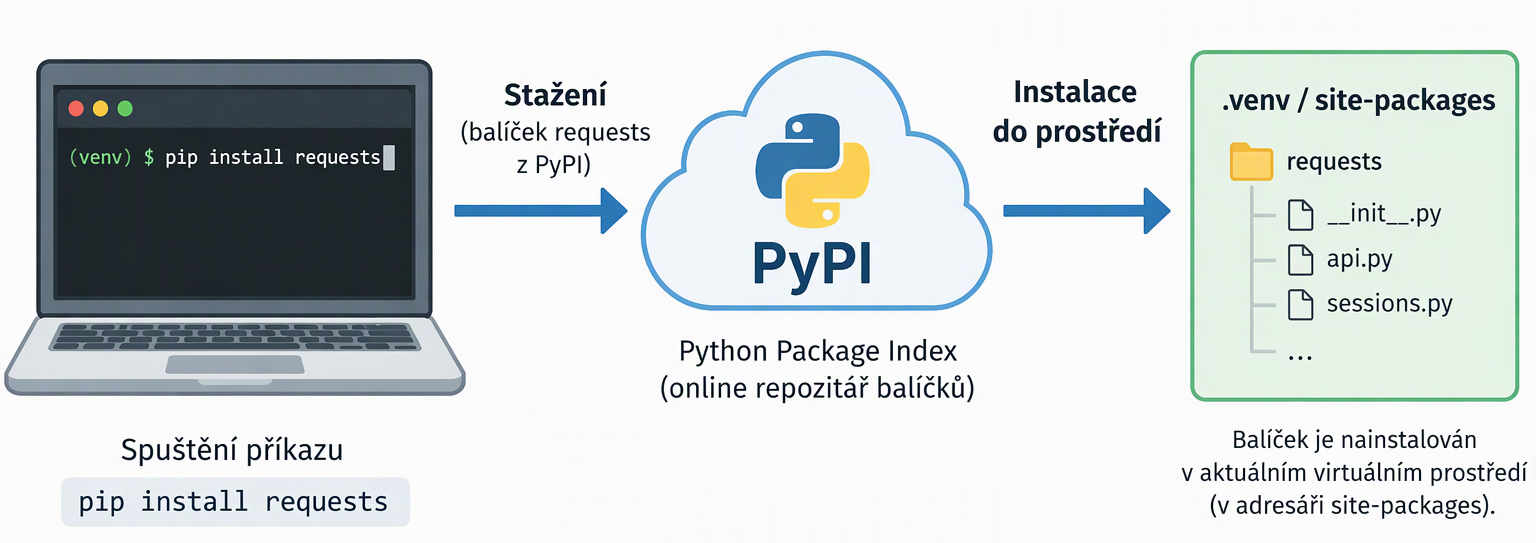 (venv) $ pip install requests
Spuštění příkazu
pip install requests
Stažení
(balíček requests
z PyPI)
PyPI
Python Package Index
(online repozitář balíčků)
Instalace
do prostředí
.venv / site-packages
requests
__init__.py
api.py
sessions.py
...
Balíček je nainstalován
v aktuálním virtuálním prostředí
(v adresáři site-packages).